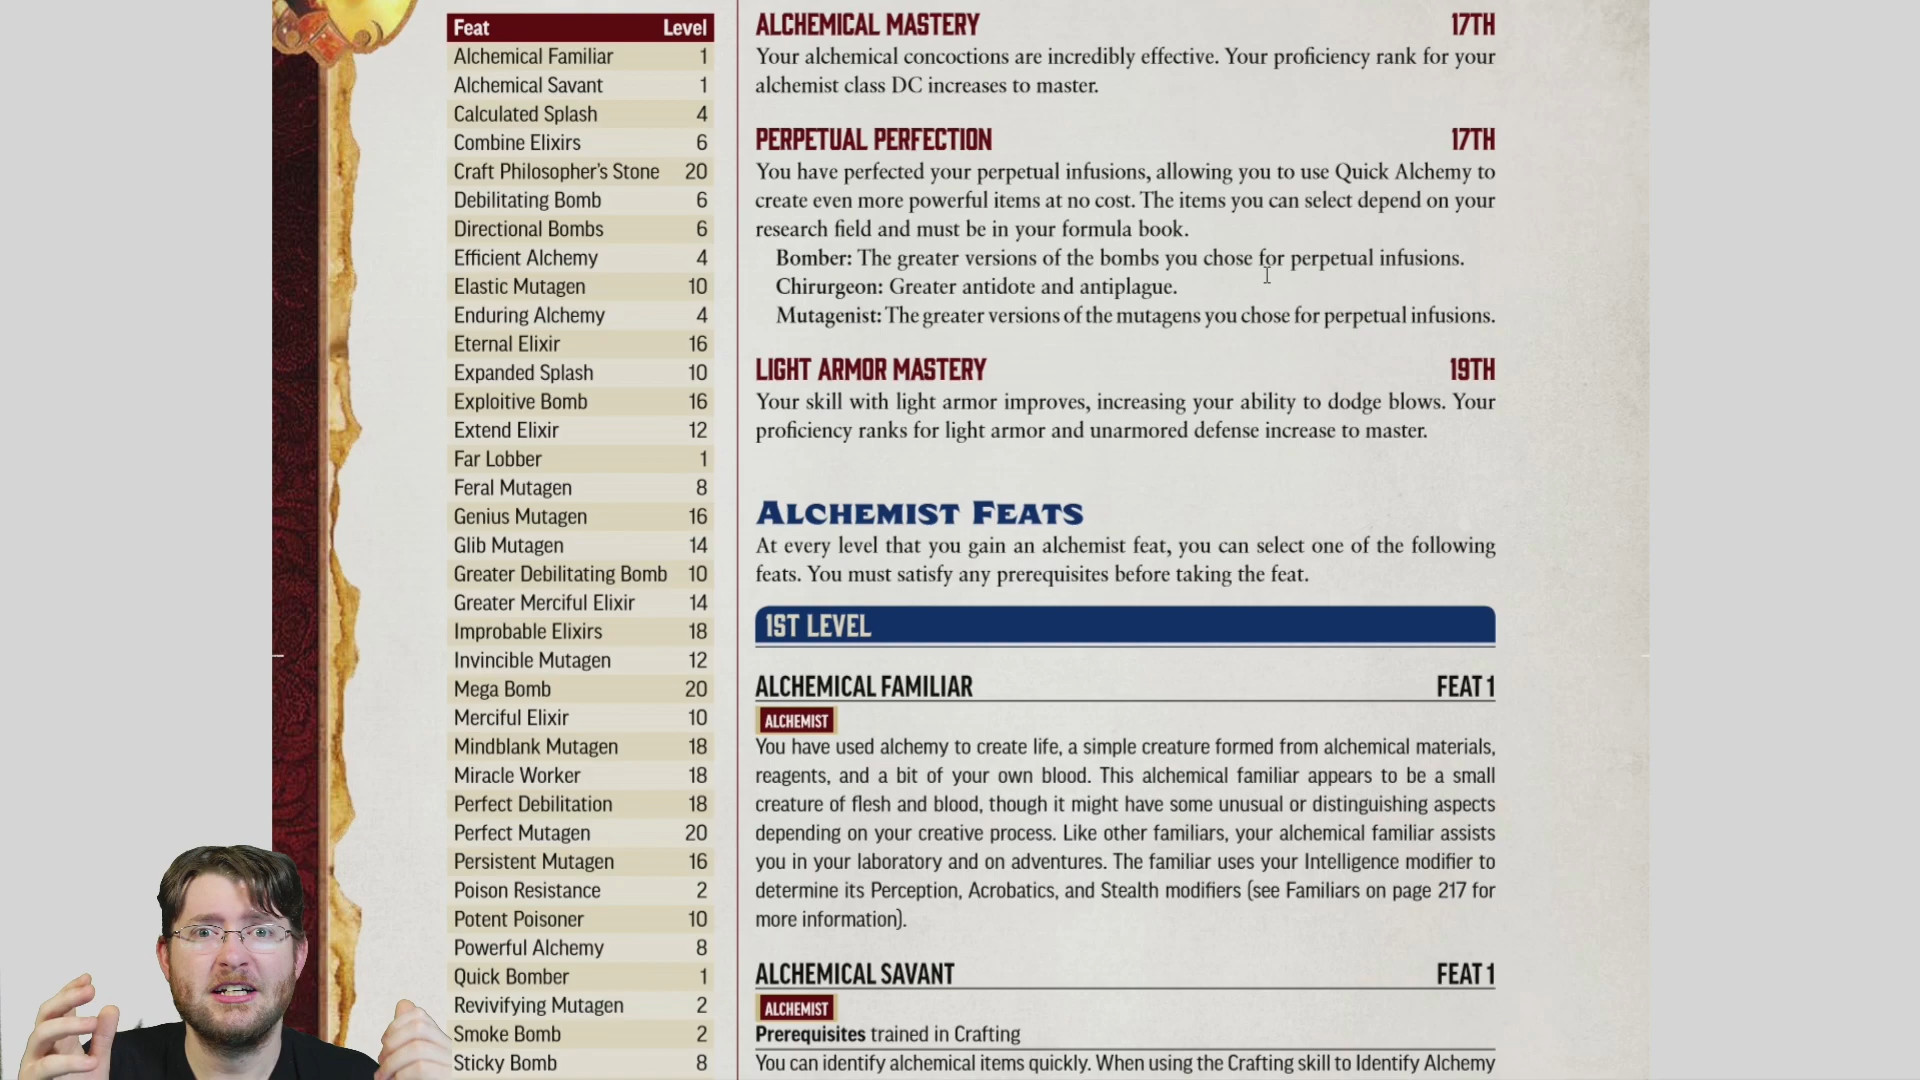 Feat Level
Alchemical Familiar 1
Alchemical Savant 1
Calculated Splash 4
Combine Elixirs 6
Craft Philosopher's Stone 20
Debilitating Bomb 6
Directional Bombs 6
Efficient Alchemy 4
Elastic Mutagen 10
Enduring Alchemy 4
Eternal Elixir 16
Expanded Splash 10
Exploitive Bomb 16
Extend Elixir 12
Far Lobber 1
Feral Mutagen 8
Genius Mutagen 16
Glib Mutagen 14
Greater Debilitating Bomb 10
Greater Merciful Elixir 14
Improbable Elixirs 18
Invincible Mutagen 12
Mega Bomb 20
Merciful Elixir 10
Mindblank Mutagen 18
Miracle Worker 18
Perfect Debilitation 18
Perfect Mutagen 20
Persistent Mutagen 16
Poison Resistance 2
Potent Poisoner 10
Powerful Alchemy 8
Quick Bomber 1
Revivifying Mutagen 2
Smoke Bomb 2
Sticky Bomb 8
ALCHEMICAL MASTERY 17TH
Your alchemical concoctions are incredibly effective. Your proficiency rank for your
alchemist class DC increases to master.
PERPETUAL PERFECTION 17TH
You have perfected your perpetual infusions, allowing you to use Quick Alchemy to
create even more powerful items at no cost. The items you can select depend on your
research field and must be in your formula book.
Bomber: The greater versions of the bombs you chose for perpetual infusions.
Chirurgeon: Greater antidote and antiplague.
Mutagenist: The greater versions of the mutagens you chose for perpetual infusions.
LIGHT ARMOR MASTERY 19TH
Your skill with light armor improves, increasing your ability to dodge blows. Your
proficiency ranks for light armor and unarmored defense increase to master.
ALCHEMIST FEATS
At every level that you gain an alchemist feat, you can select one of the following
feats. You must satisfy any prerequisites before taking the feat.
1ST LEVEL
ALCHEMICAL FAMILIAR FEAT 1
ALCHEMIST
You have used alchemy to create life, a simple creature formed from alchemical materials,
reagents, and a bit of your own blood. This alchemical familiar appears to be a small
creature of flesh and blood, though it might have some unusual or distinguishing aspects
depending on your creative process. Like other familiars, your alchemical familiar assists
you in your laboratory and on adventures. The familiar uses your Intelligence modifier to
determine its Perception, Acrobatics, and Stealth modifiers (see Familiars on page 217 for
more information).
ALCHEMICAL SAVANT FEAT 1
ALCHEMIST
Prerequisites trained in Crafting
You can identify alchemical items quickly. When using the Crafting skill to Identify Alchemy